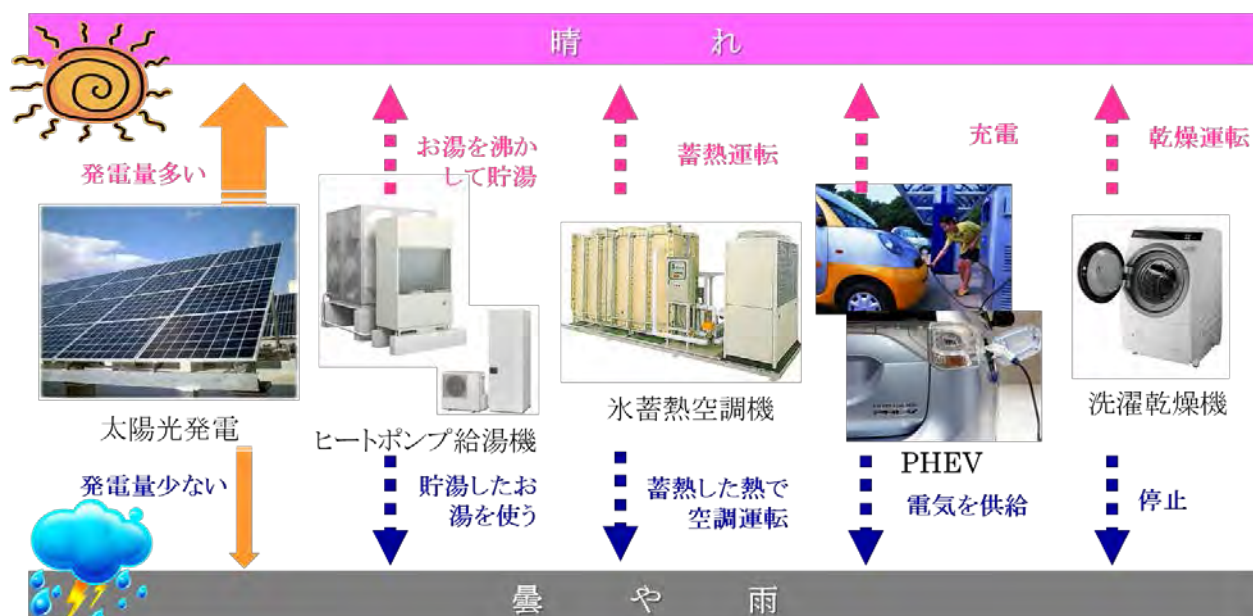 晴れ
発電量多い
お湯を沸か
して貯湯
蓄熱運転
充電
乾燥運転
太陽光発電
ヒートポンプ給湯機
氷蓄熱空調機
PHEV
洗濯乾燥機
発電量少ない
貯湯したお
湯を使う
蓄熱した熱で
空調運転
電気を供給
停止
曇や雨